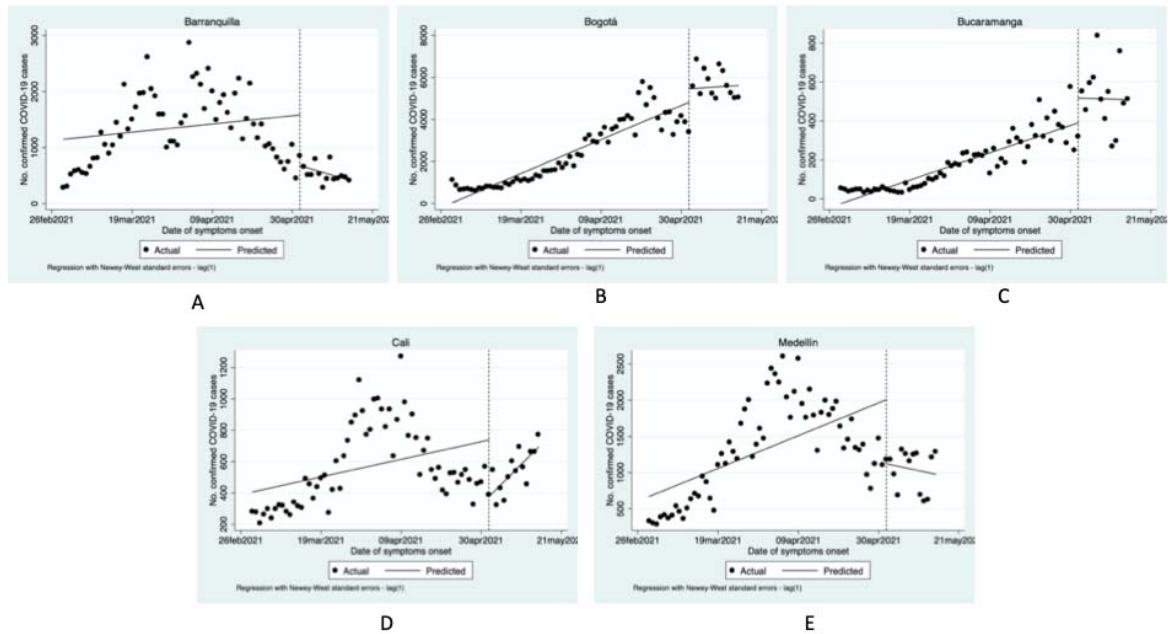 Barranquilla
No. confirmed COVID-19 cases
3000
2000
1000
0
26feb2021 19mar2021 09apr2021 30apr2021 21may202
Date of symptoms onset
Actual Predicted
Regression with Newey-West standard errors - lag(1)
A
Bogotá
No. confirmed COVID-19 cases
8000
6000
4000
2000
0
26feb2021 19mar2021 09apr2021 30apr2021 21may202
Date of symptoms onset
Actual Predicted
Regression with Newey-West standard errors - lag(1)
B
Bucaramanga
No. confirmed COVID-19 cases
800
600
400
200
0
26feb2021 19mar2021 09apr2021 30apr2021 21may202
Date of symptoms onset
Actual Predicted
Regression with Newey-West standard errors - lag(1)
C
Cali
No. confirmed COVID-19 cases
1200
1000
800
600
400
200
26feb2021 19mar2021 09apr2021 30apr2021 21may202
Date of symptoms onset
Actual Predicted
Regression with Newey-West standard errors - lag(1)
D
Medellín
No. confirmed COVID-19 cases
2500
2000
1500
1000
500
26feb2021 19mar2021 09apr2021 30apr2021 21may202
Date of symptoms onset
Actual Predicted
Regression with Newey-West standard errors - lag(1)
E